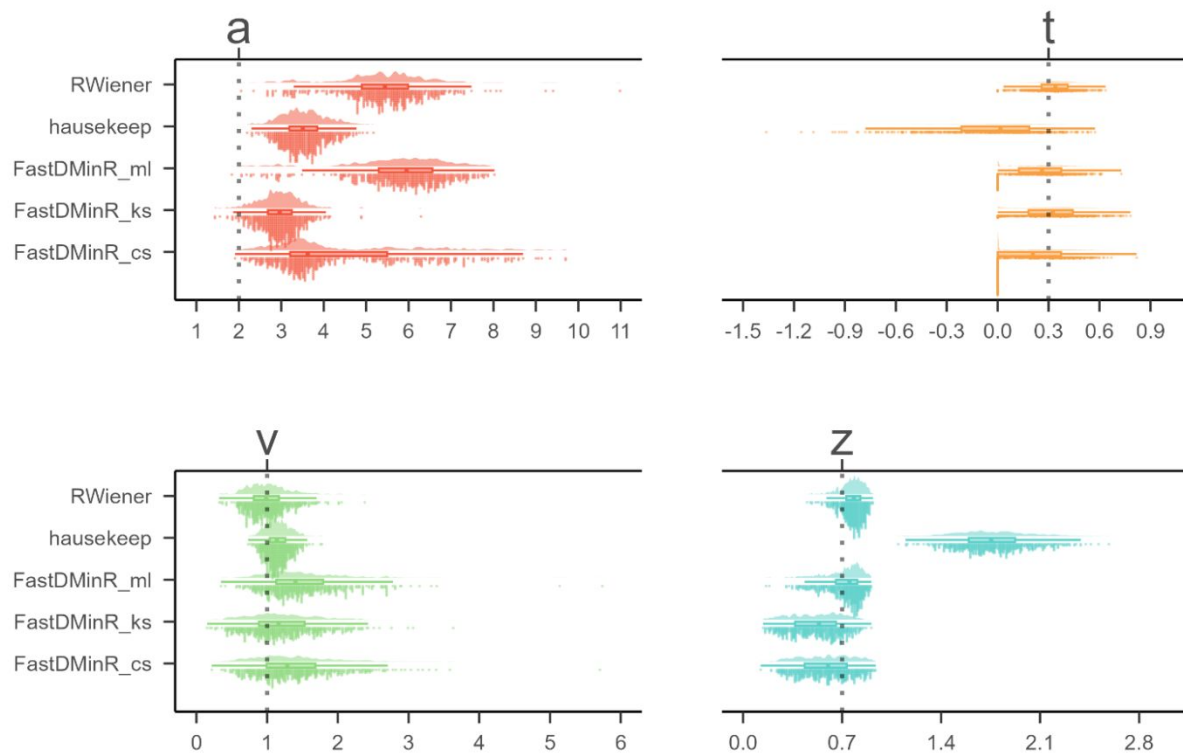 a
t
RWiener
hausekeep
FastDMinR_ml
FastDMinR_ks
FastDMinR_cs
1 2 3 4 5 6 7 8 9 10 11
-1.5 -1.2 -0.9 -0.6 -0.3 0.0 0.3 0.6 0.9
v
z
RWiener
hausekeep
FastDMinR_ml
FastDMinR_ks
FastDMinR_cs
0 1 2 3 4 5 6
0.0 0.7 1.4 2.1 2.8